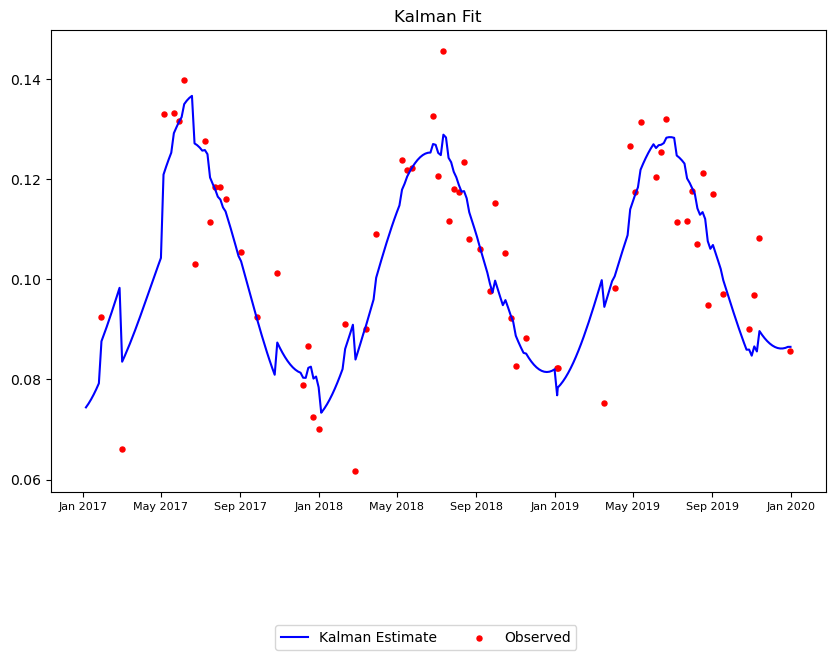 Kalman Fit
0.14
0.12
0.10
0.08
0.06
Jan 2017 May 2017 Sep 2017 Jan 2018 May 2018 Sep 2018 Jan 2019 May 2019 Sep 2019 Jan 2020
Kalman Estimate Observed